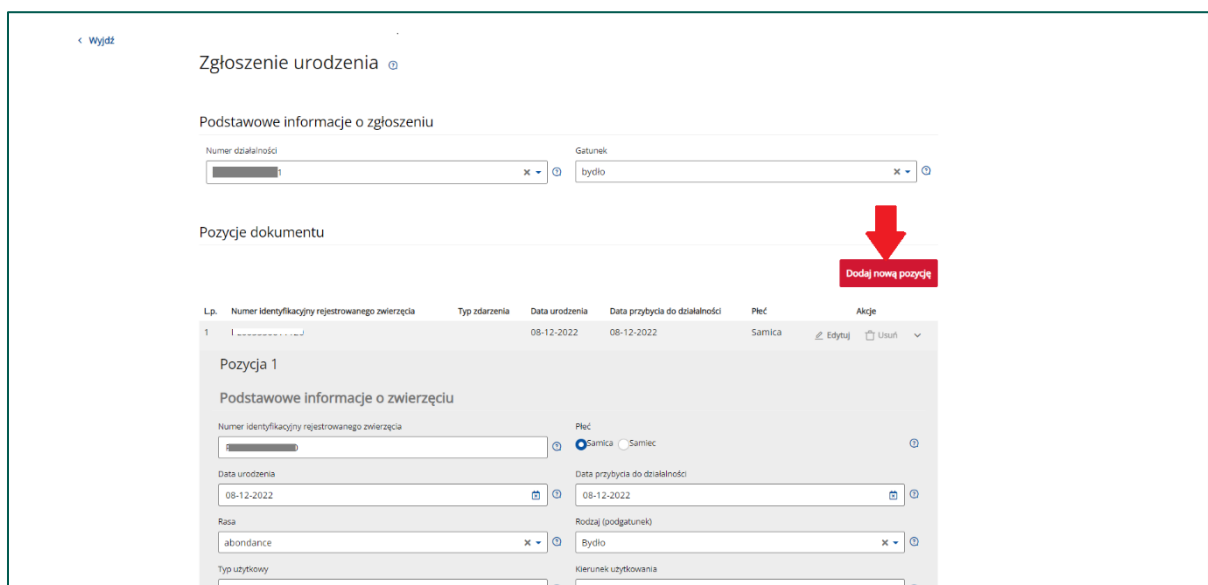 Wyjdź
Zgłoszenie urodzenia
Podstawowe informacje o zgłoszeniu
Numer działalności Gatunek
1 bydło
Pozycje dokumentu
Dodaj nową pozycję
L.p. Numer identyfikacyjny rejestrowanego zwierzęcia Typ zdarzenia Data urodzenia Data przybycia do działalności Płeć Akcje
1 08-12-2022 08-12-2022 Samica Edytuj Usuń
Pozycja 1
Podstawowe informacje o zwierzęciu
Numer identyfikacyjny rejestrowanego zwierzęcia Płeć
Samica Samiec
Data urodzenia Data przybycia do działalności
08-12-2022 08-12-2022
Rasa Rodzaj (podgatunek)
abondance Bydło
Typ użytkowy Kierunek użytkowania